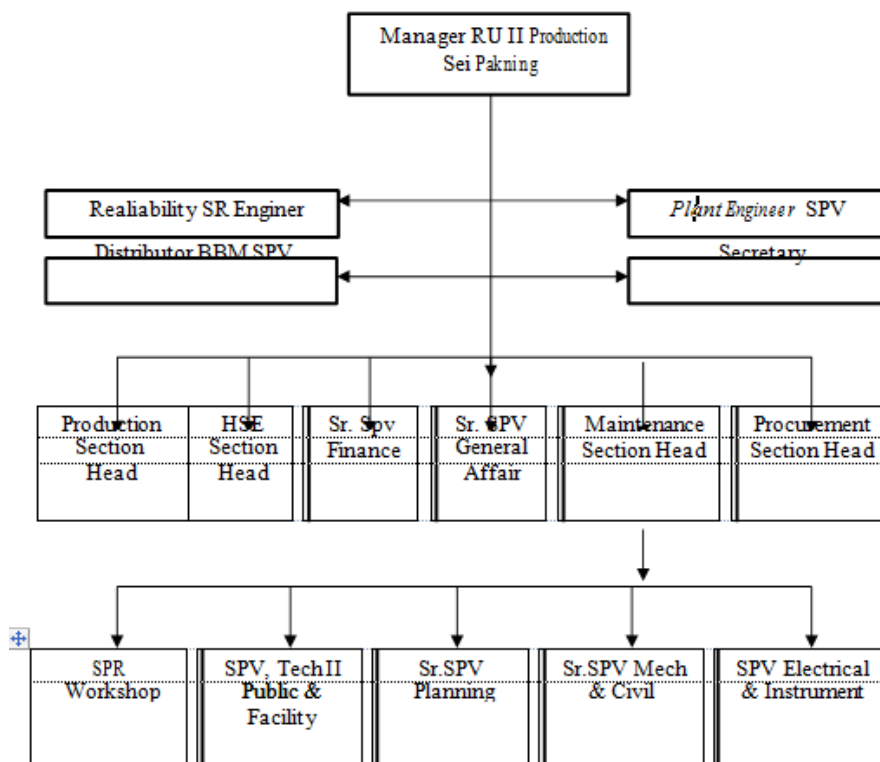 Manager RU II Production
Sei Pakning
Realiability SR Enginer
Plant Engineer SPV
Distributor BBM SPV
Secretary
Production
Section
Head
HSE
Section
Head
Sr. Spv
Finance
Sr. SPV
General
Affair
Maintenance
Section Head
Procurement
Section Head
SPR
Workshop
SPV, Tech II
Public &
Facility
Sr.SPV
Planning
Sr.SPV Mech
& Civil
SPV Electrical
& Instrument